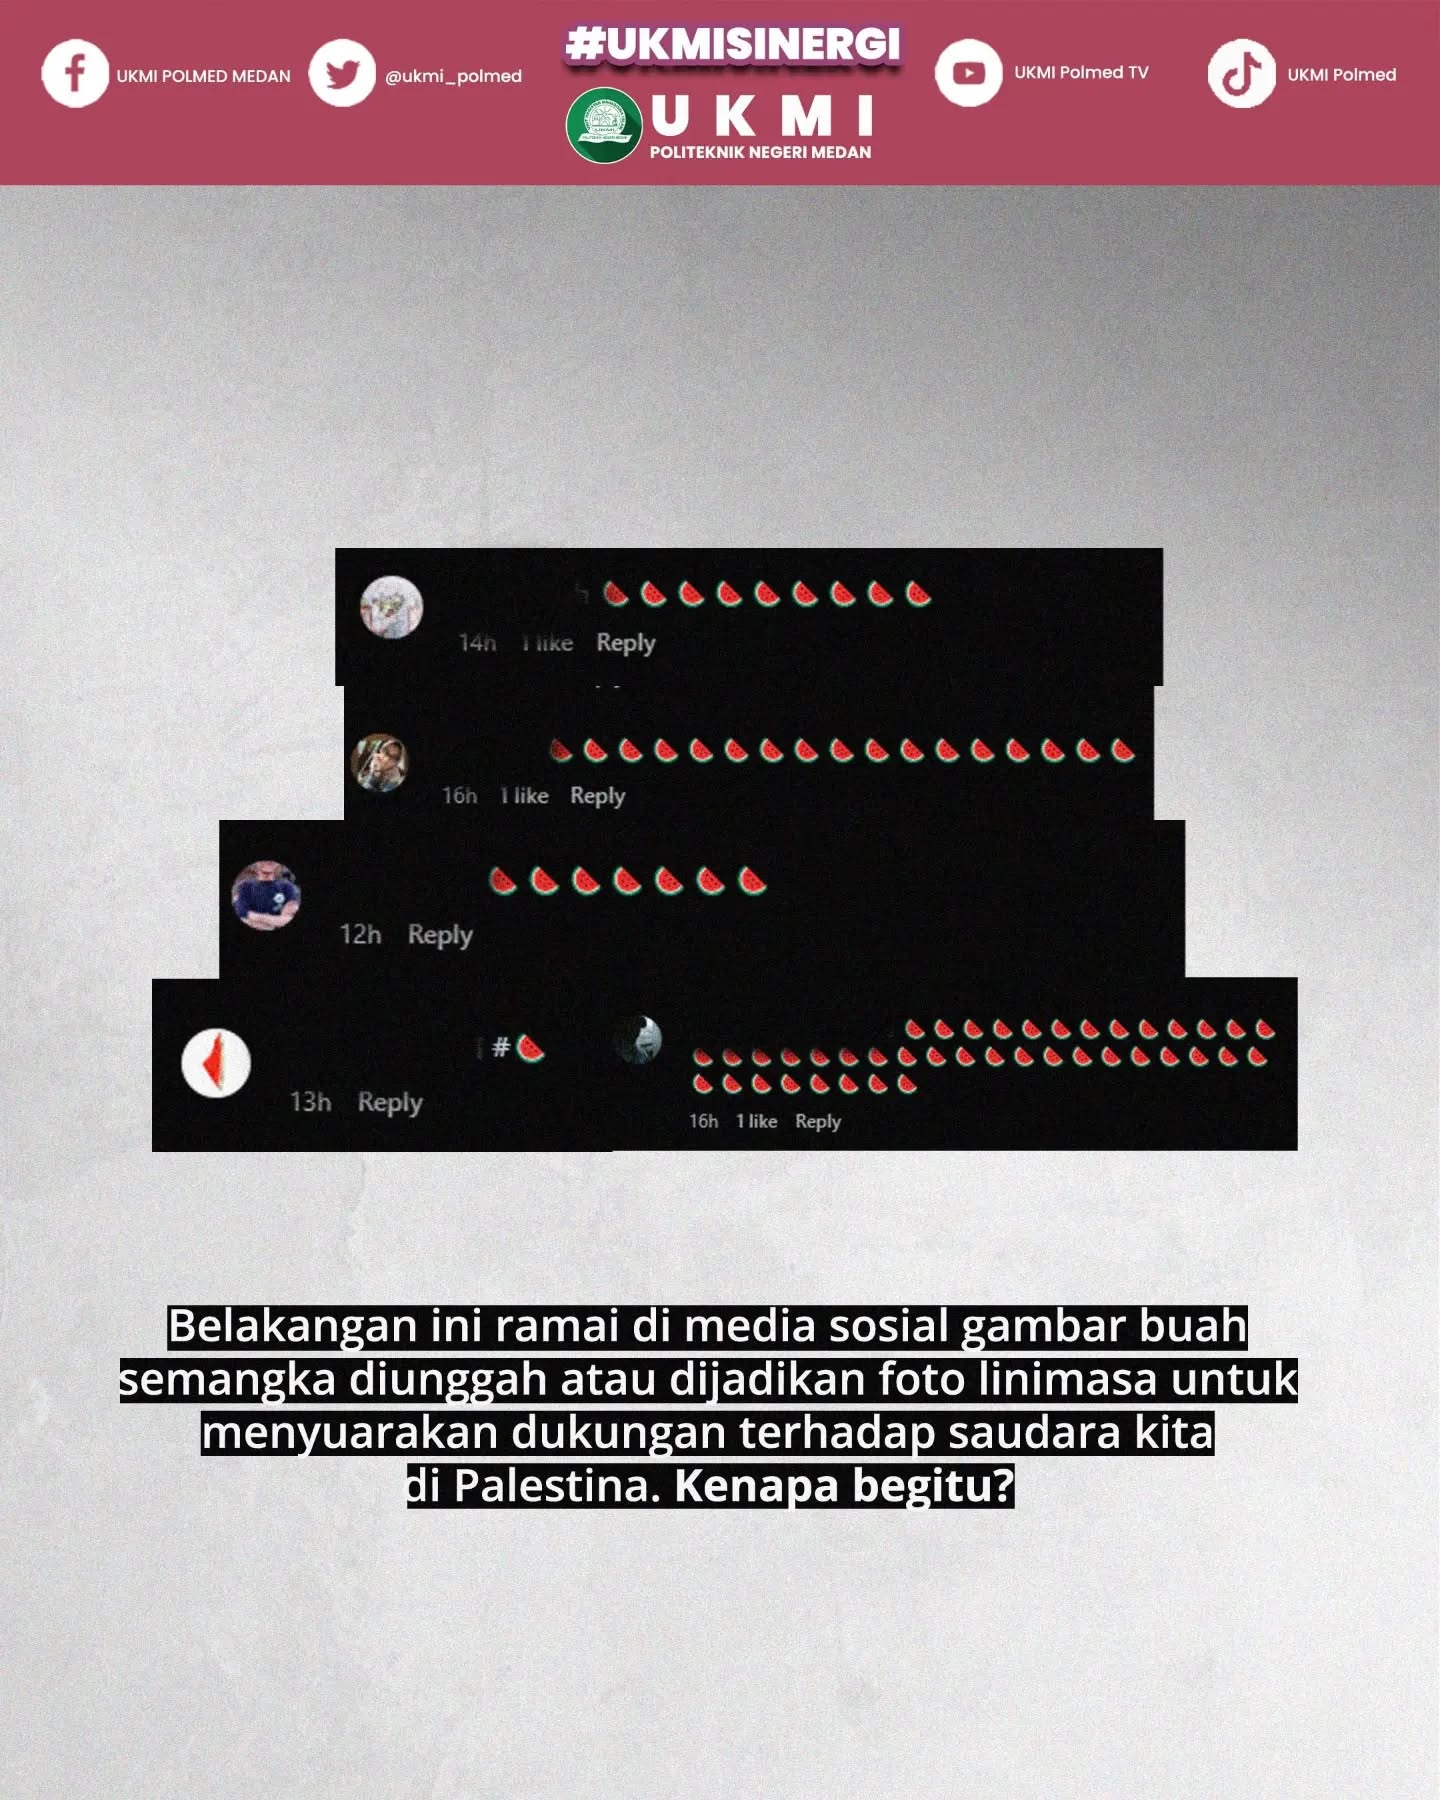 #UKMISINERGI
UKMI POLMED MEDAN
@ukmi_polmed
UKMI Polmed TV
UKMI Polmed
UKMI
POLITEKNIK NEGERI MEDAN
14h 1 like Reply
16h 1 like Reply
12h Reply
#🍉
13h Reply
16h 1 like Reply
Belakangan ini ramai di media sosial gambar buah
semangka diunggah atau dijadikan foto linimasa untuk
menyuarakan dukungan terhadap saudara kita
di Palestina. Kenapa begitu?